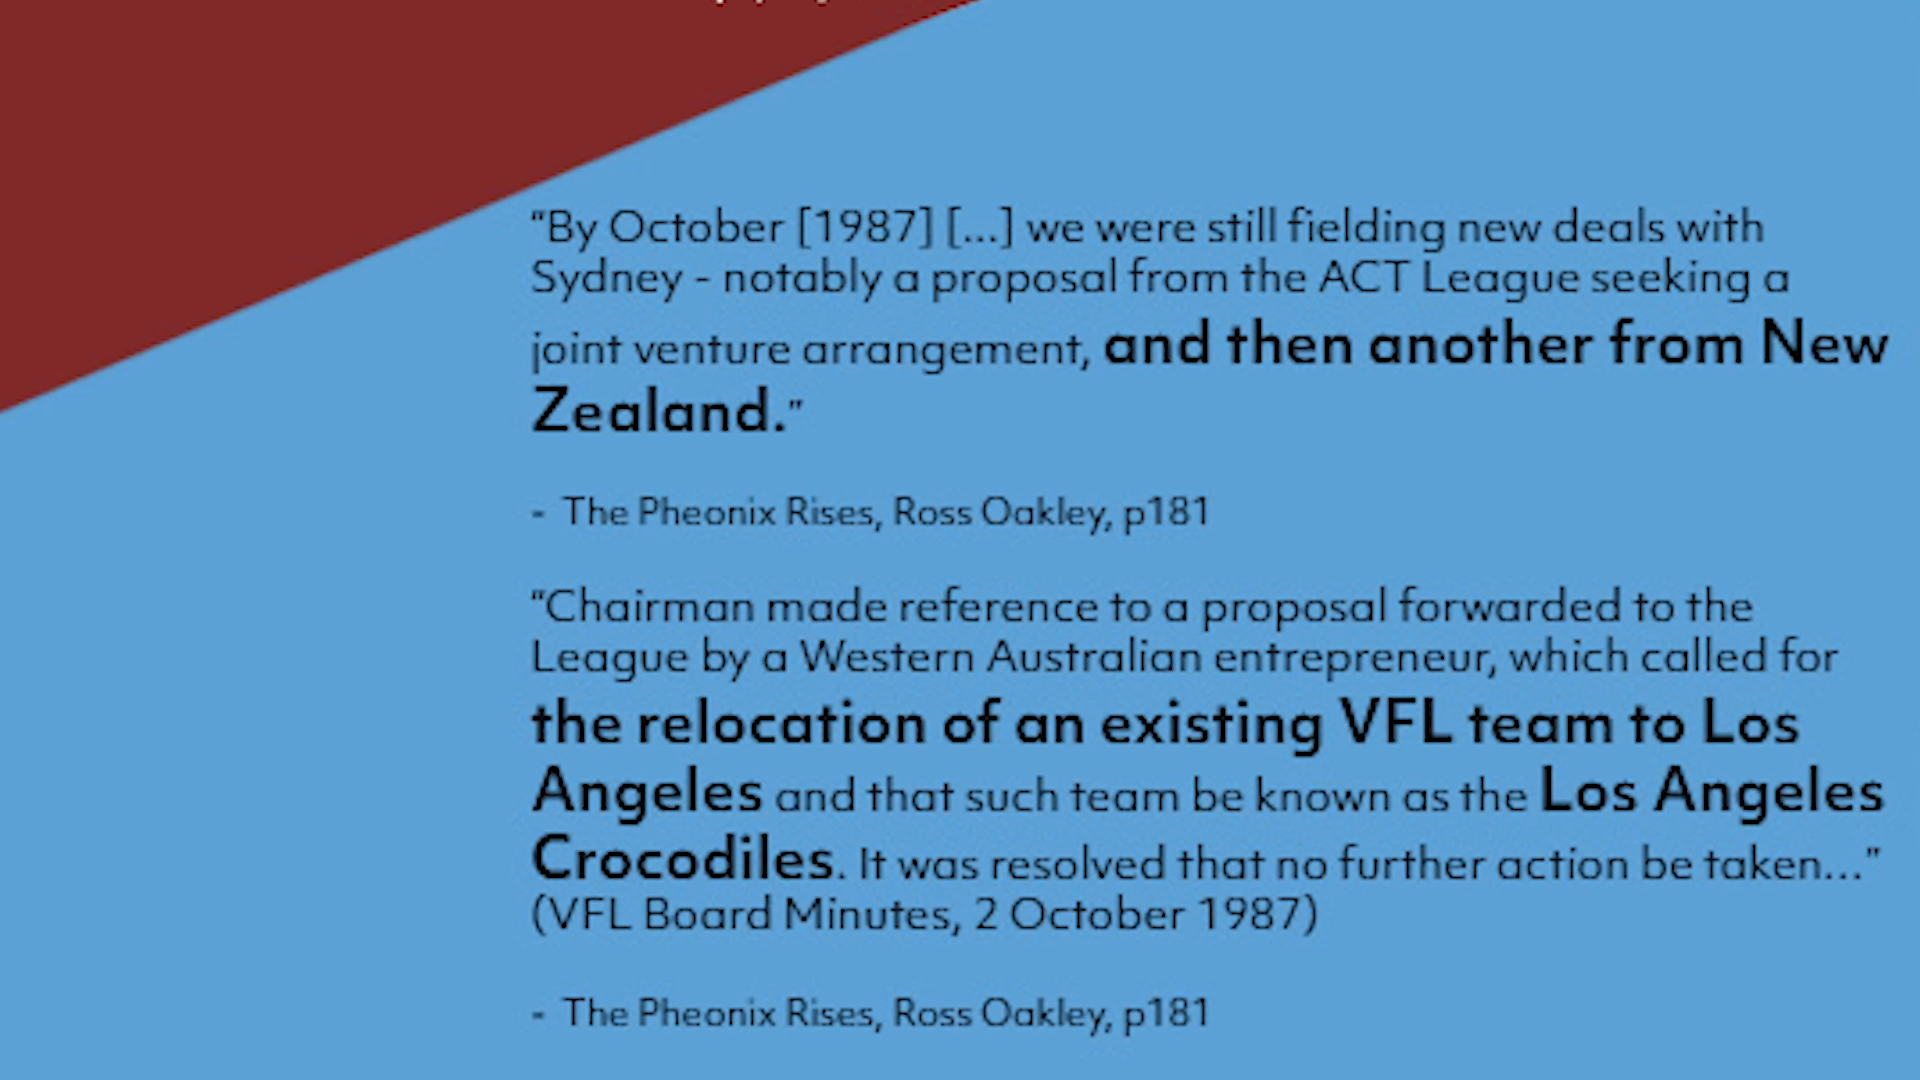 “By October [1987] [...] we were still fielding new deals with
Sydney - notably a proposal from the ACT League seeking a
joint venture arrangement, and then another from New
Zealand.”
- The Pheonix Rises, Ross Oakley, p181
“Chairman made reference to a proposal forwarded to the
League by a Western Australian entrepreneur, which called for
the relocation of an existing VFL team to Los
Angeles and that such team be known as the Los Angeles
Crocodiles. It was resolved that no further action be taken...”
(VFL Board Minutes, 2 October 1987)
- The Pheonix Rises, Ross Oakley, p181